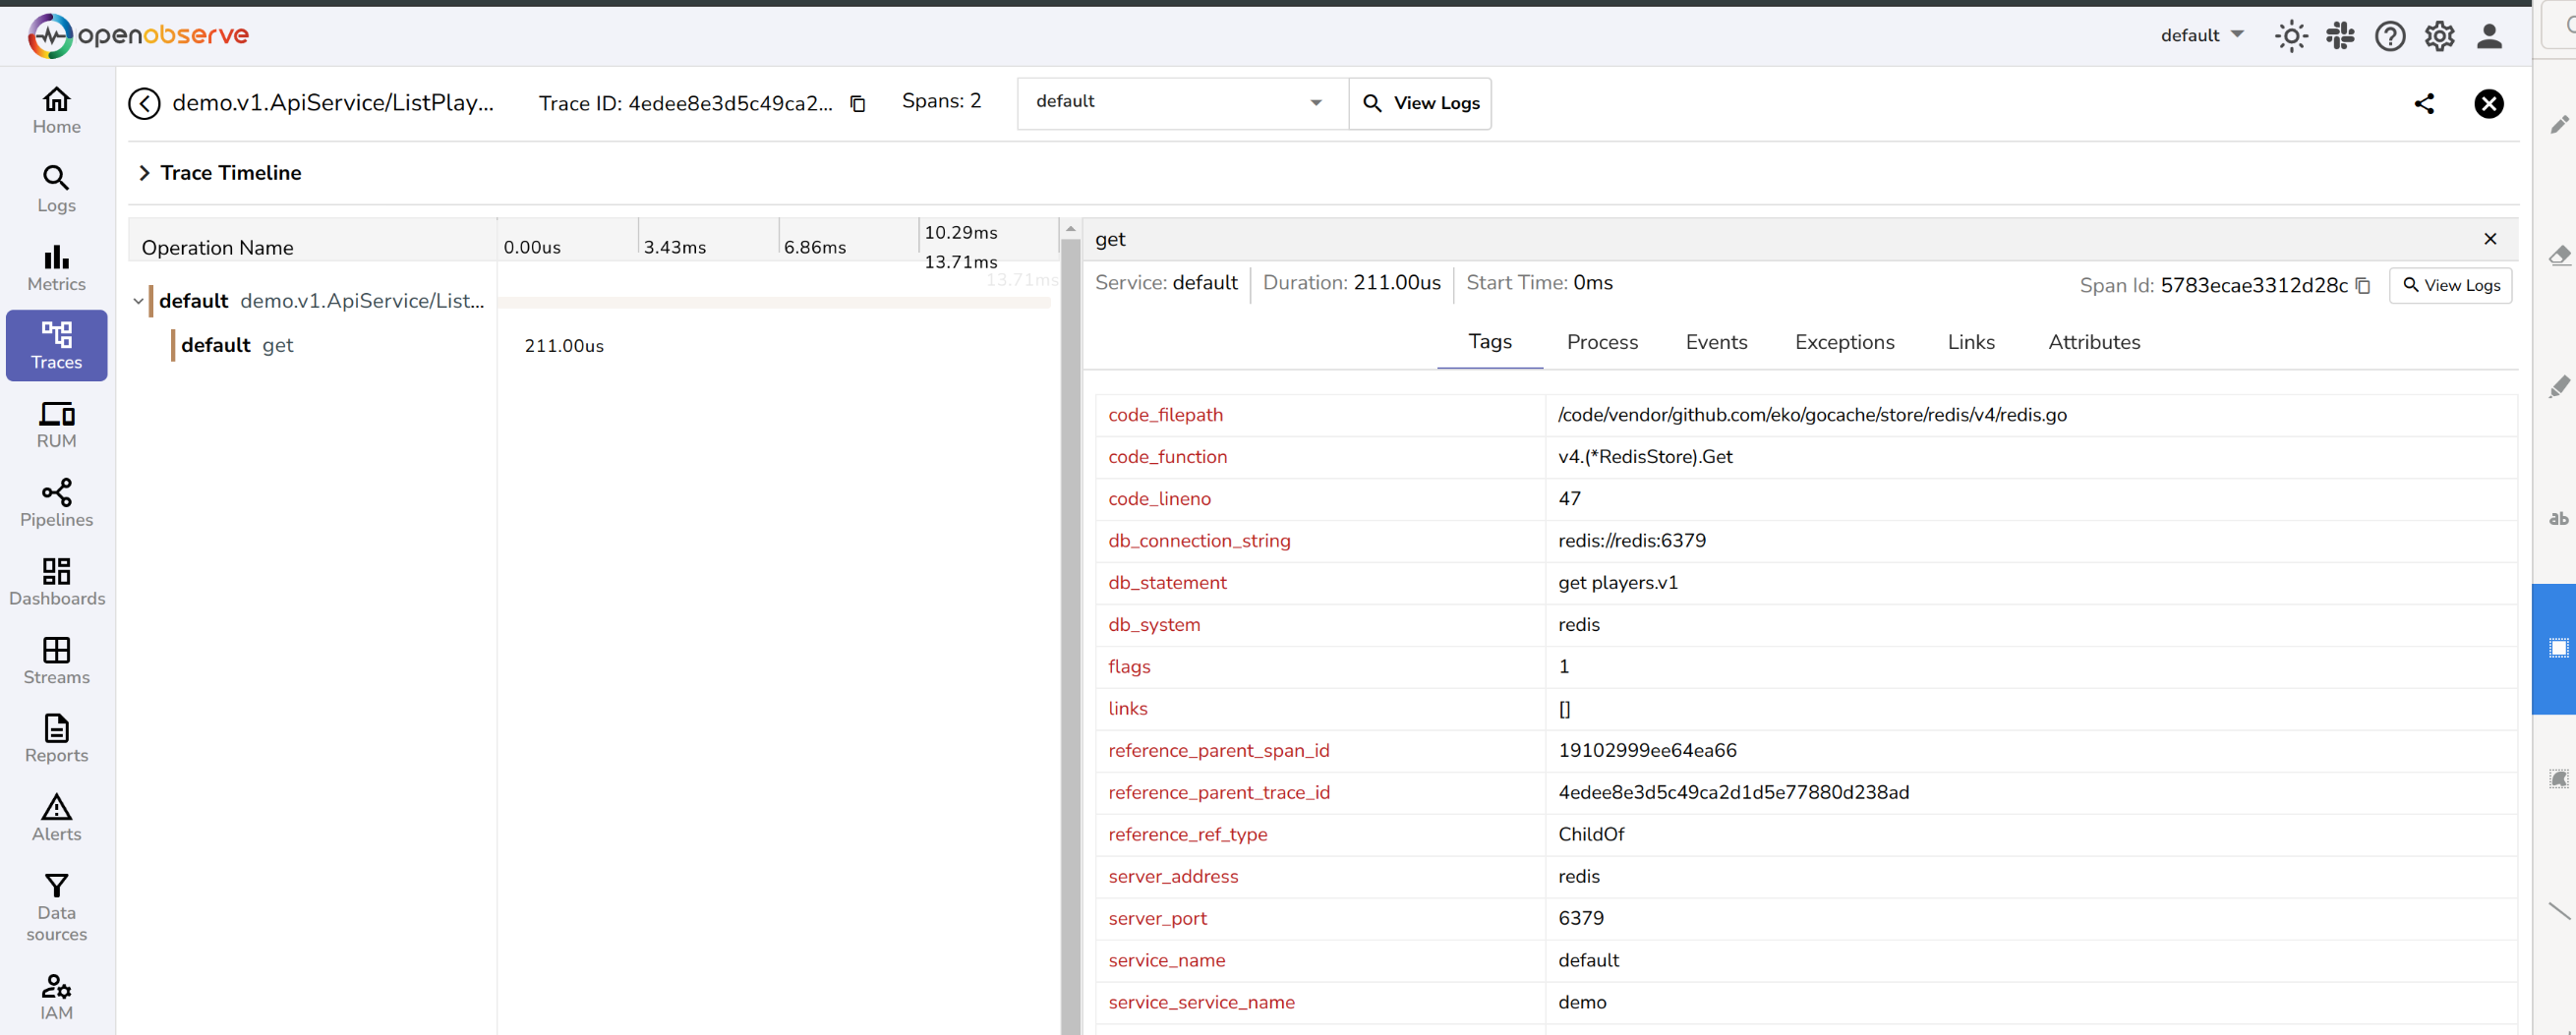 openobserve
default
Home
Logs
Metrics
Traces
RUM
Pipelines
Dashboards
Streams
Reports
Alerts
Data
sources
IAM
demo.v1.ApiService/ListPlay...
Trace ID: 4edee8e3d5c49ca2...
Spans: 2
default
View Logs
Trace Timeline
Operation Name
0.00us
3.43ms
6.86ms
10.29ms
13.71ms
13.71ms
default demo.v1.ApiService/List...
default get
211.00us
get
Service: default
Duration: 211.00us
Start Time: 0ms
Span Id: 5783ecae3312d28c
View Logs
Tags
Process
Events
Exceptions
Links
Attributes
code_filepath /code/vendor/github.com/eko/gocache/store/redis/v4/redis.go
code_function v4.(*RedisStore).Get
code_lineno 47
db_connection_string redis://redis:6379
db_statement get players.v1
db_system redis
flags 1
links []
reference_parent_span_id 19102999ee64ea66
reference_parent_trace_id 4edee8e3d5c49ca2d1d5e77880d238ad
reference_ref_type ChildOf
server_address redis
server_port 6379
service_name default
service_service_name demo
ab